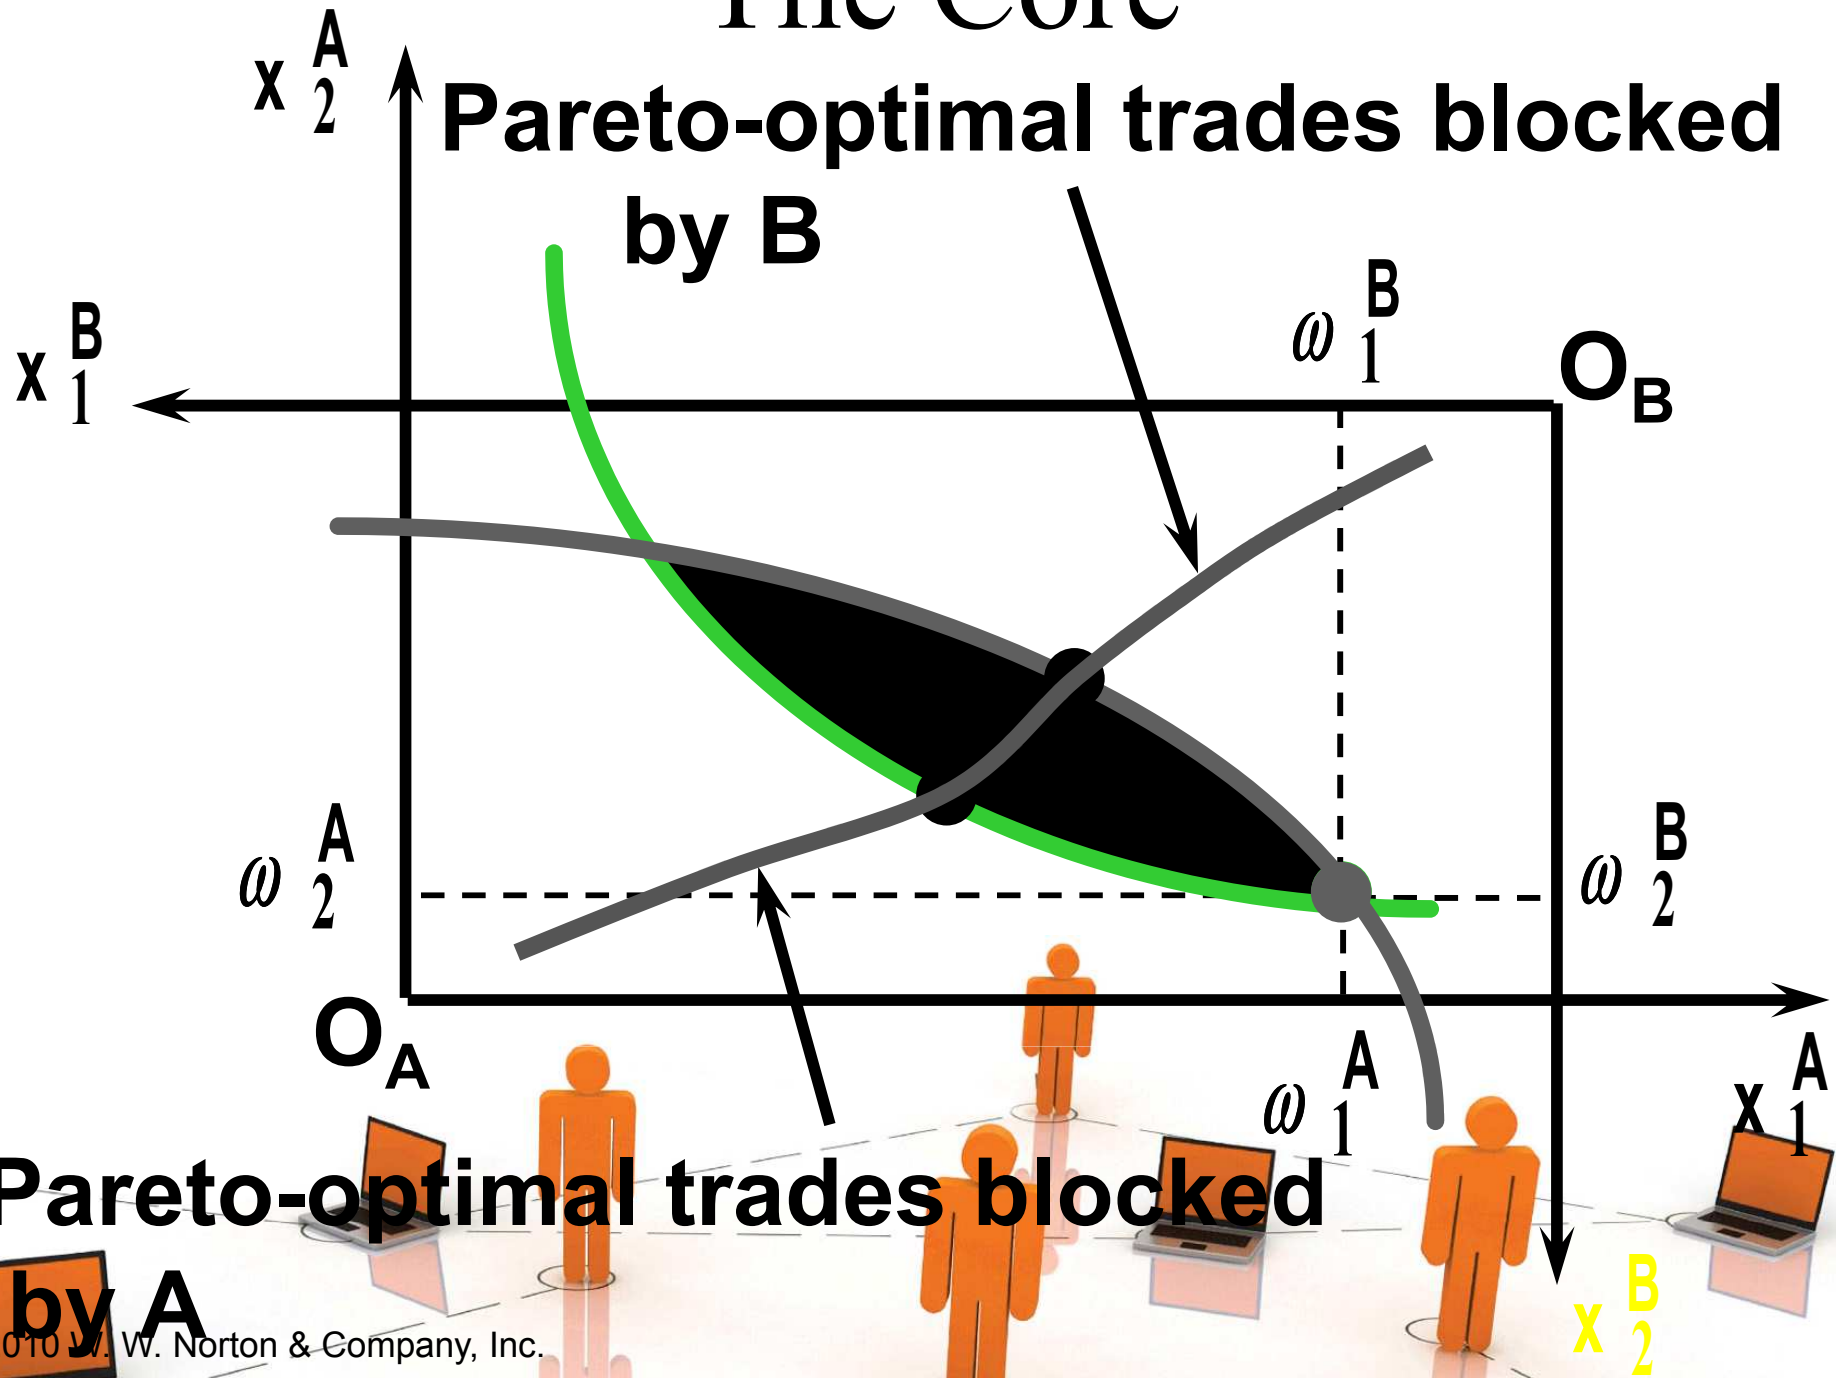 The Core
x A 2
Pareto-optimal trades blocked
by B
x B 1
ω B 1
O B
ω A 2
ω B 2
O A
ω A 1
x A 1
Pareto-optimal trades blocked
by A
010 W. W. Norton & Company, Inc.
x B 2